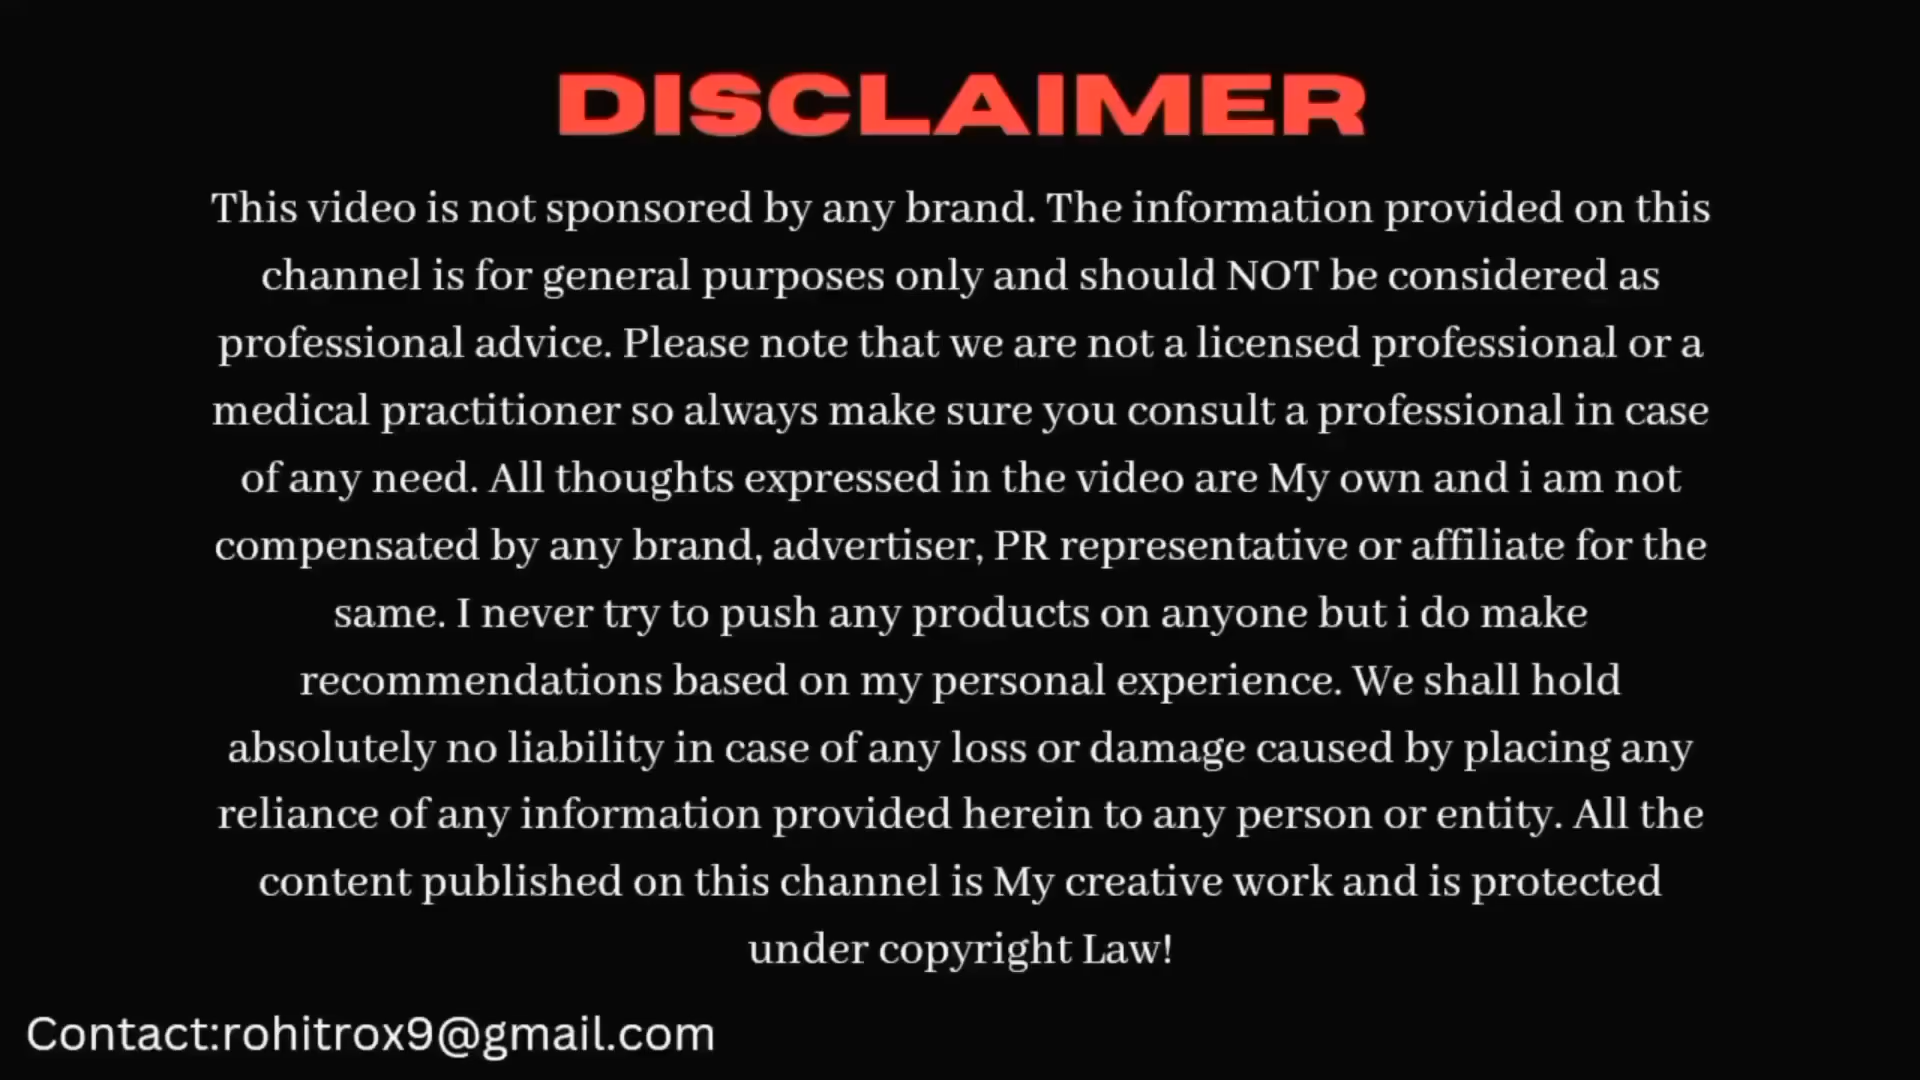 DISCLAIMER
This video is not sponsored by any brand. The information provided on this
channel is for general purposes only and should NOT be considered as
professional advice. Please note that we are not a licensed professional or a
medical practitioner so always make sure you consult a professional in case
of any need. All thoughts expressed in the video are My own and i am not
compensated by any brand, advertiser, PR representative or affiliate for the
same. I never try to push any products on anyone but i do make
recommendations based on my personal experience. We shall hold
absolutely no liability in case of any loss or damage caused by placing any
reliance of any information provided herein to any person or entity. All the
content published on this channel is My creative work and is protected
under copyright Law!
Contact:rohitrox9@gmail.com